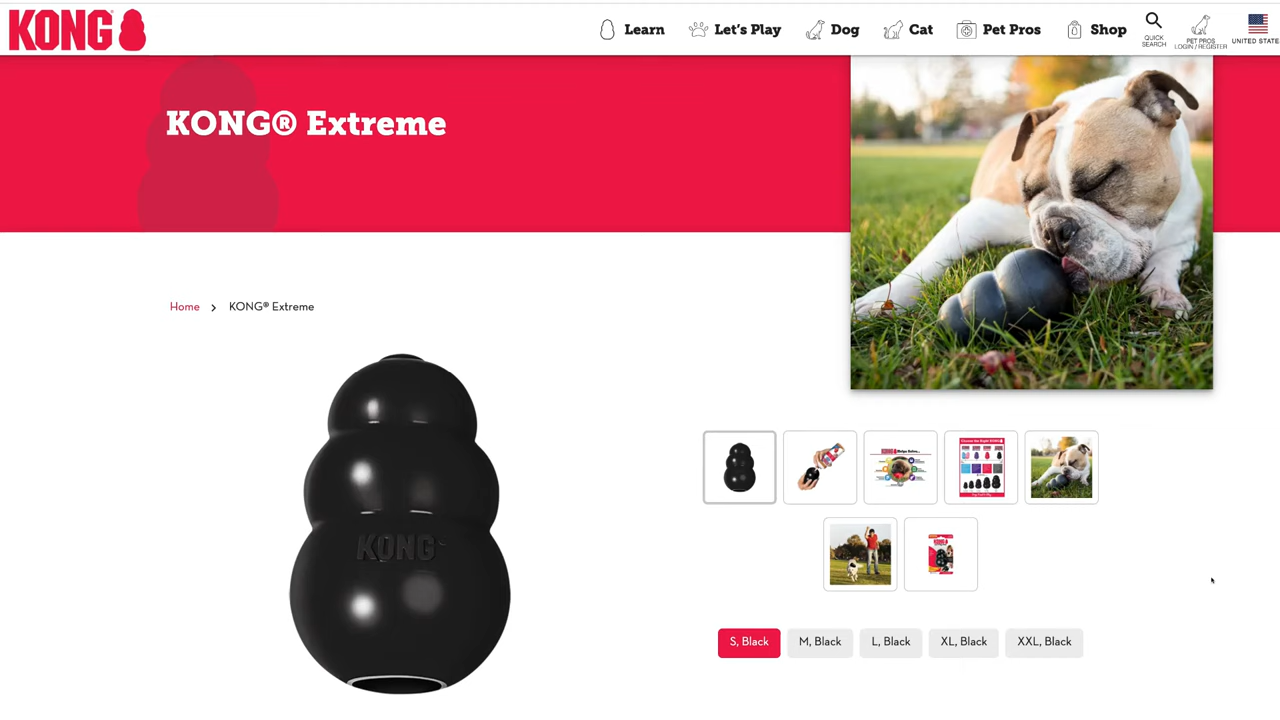 KONG
Learn
Let's Play
Dog
Cat
Pet Pros
Shop
QUICK
SEARCH
PET PROS
LOGIN / REGISTER
UNITED STATE
KONG® Extreme
Home
KONG® Extreme
KONG
S, Black
M, Black
L, Black
XL, Black
XXL, Black